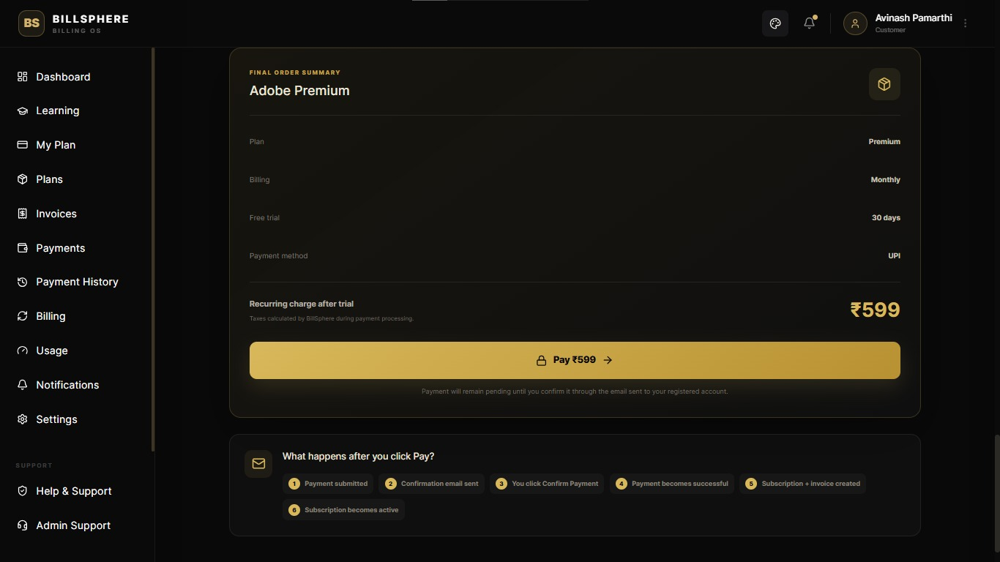 BS
BILLSPHERE
BILLING OS
Avinash Pamarthi
Customer
Dashboard
Learning
My Plan
Plans
Invoices
Payments
Payment History
Billing
Usage
Notifications
Settings
SUPPORT
Help & Support
Admin Support
FINAL ORDER SUMMARY
Adobe Premium
Plan Premium
Billing Monthly
Free trial 30 days
Payment method UPI
Recurring charge after trial ₹599
Taxes calculated by BillSphere during payment processing.
Pay ₹599 →
Payment will remain pending until you confirm it through the email sent to your registered account.
What happens after you click Pay?
1 Payment submitted 2 Confirmation email sent 3 You click Confirm Payment 4 Payment becomes successful 5 Subscription + invoice created
6 Subscription becomes active